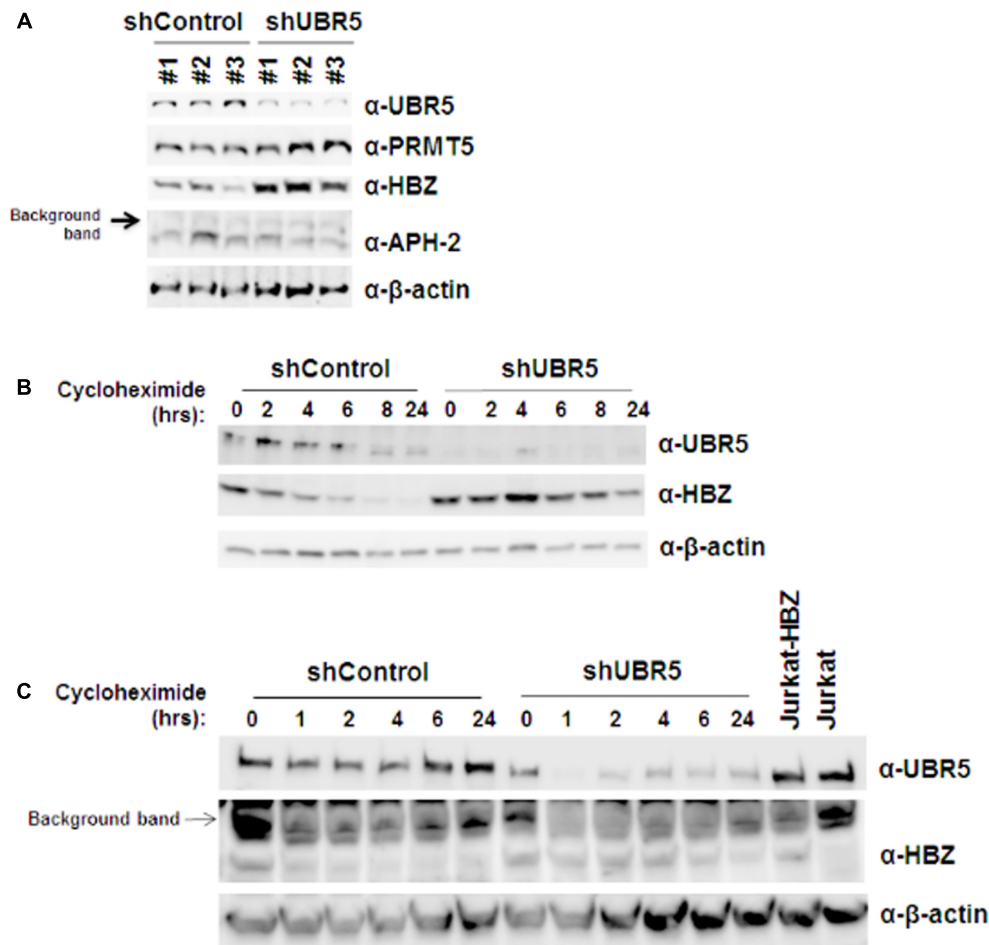 A
shControl shUBR5
#1 #2 #3 #1 #2 #3
α-UBR5
α-PRMT5
α-HBZ
Background
band
α-APH-2
α-β-actin
B
shControl shUBR5
Cycloheximide
(hrs): 0 2 4 6 8 24 0 2 4 6 8 24
α-UBR5
α-HBZ
α-β-actin
C
shControl shUBR5 Jurkat-HBZ Jurkat
Cycloheximide
(hrs): 0 1 2 4 6 24 0 1 2 4 6 24
α-UBR5
Background band
α-HBZ
α-β-actin